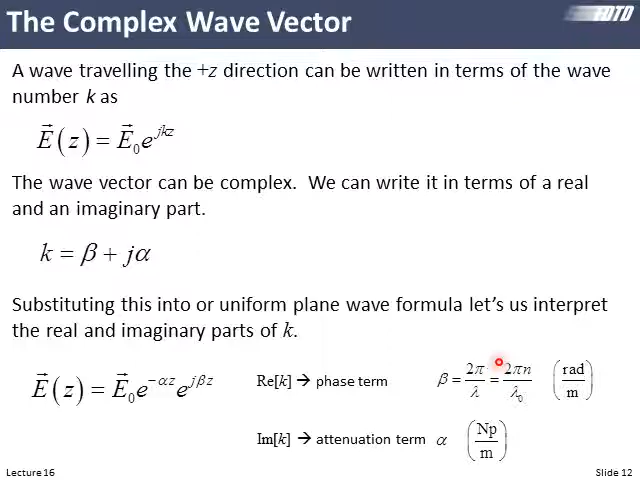 The Complex Wave Vector
FDTD
A wave travelling the +z direction can be written in terms of the wave
number k as
E⃗(z) = E⃗₀e^{jkz}
The wave vector can be complex. We can write it in terms of a real
and an imaginary part.
k = β + jα
Substituting this into or uniform plane wave formula let's us interpret
the real and imaginary parts of k.
E⃗(z) = E⃗₀e^{-αz}e^{jβz}
Re[k] → phase term β = 2π/λ = 2πn/λ₀ (rad/m)
Im[k] → attenuation term α (Np/m)
Lecture 16
Slide 12